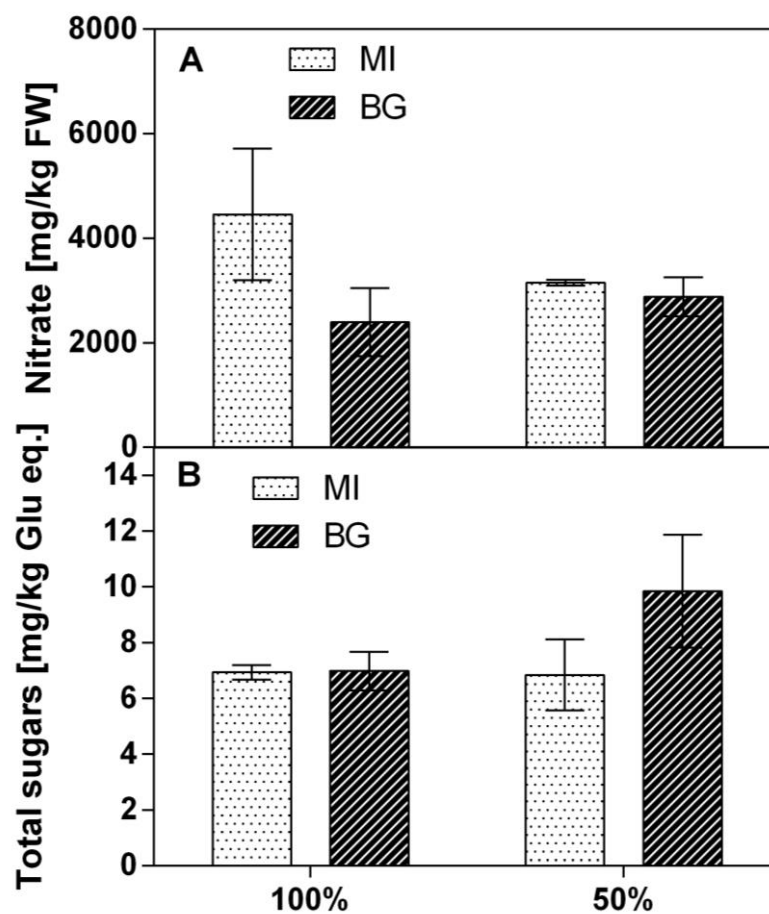 Nitrate [mg/kg FW]
8000
6000
4000
2000
0
A
MI
BG
Total sugars [mg/kg Glu eq.]
14
12
10
8
6
4
2
0
B
MI
BG
100%
50%